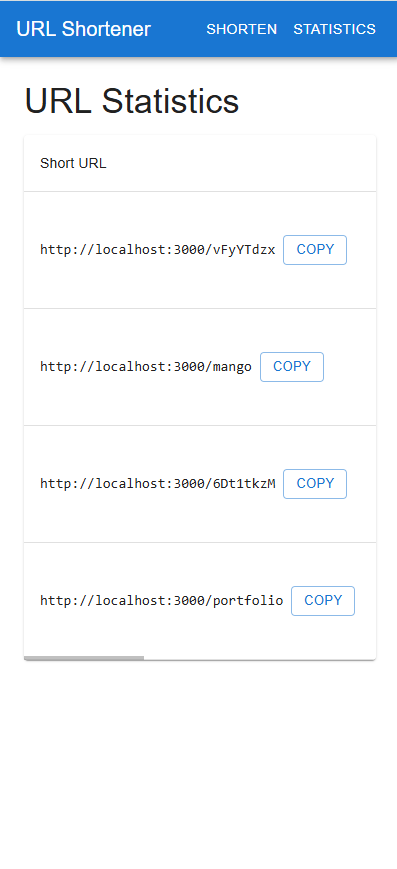 URL Shortener SHORTEN STATISTICS
URL Statistics
Short URL
http://localhost:3000/vFyYTdzx COPY
http://localhost:3000/mango COPY
http://localhost:3000/6Dt1tkzM COPY
http://localhost:3000/portfolio COPY